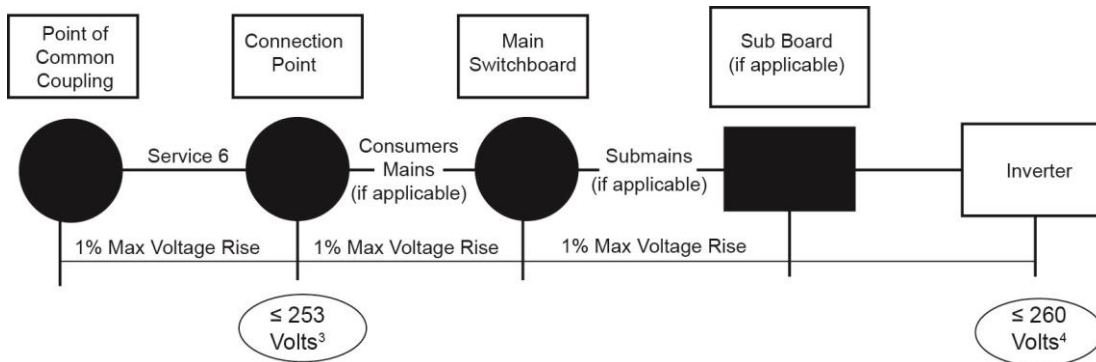 Point of
Common
Coupling
Connection
Point
Main
Switchboard
Sub Board
(if applicable)
Service 6
Consumers
Mains
(if applicable)
Submains
(if applicable)
Inverter
1% Max Voltage Rise
1% Max Voltage Rise
1% Max Voltage Rise
≤ 253
Volts³
≤ 260
Volts⁴